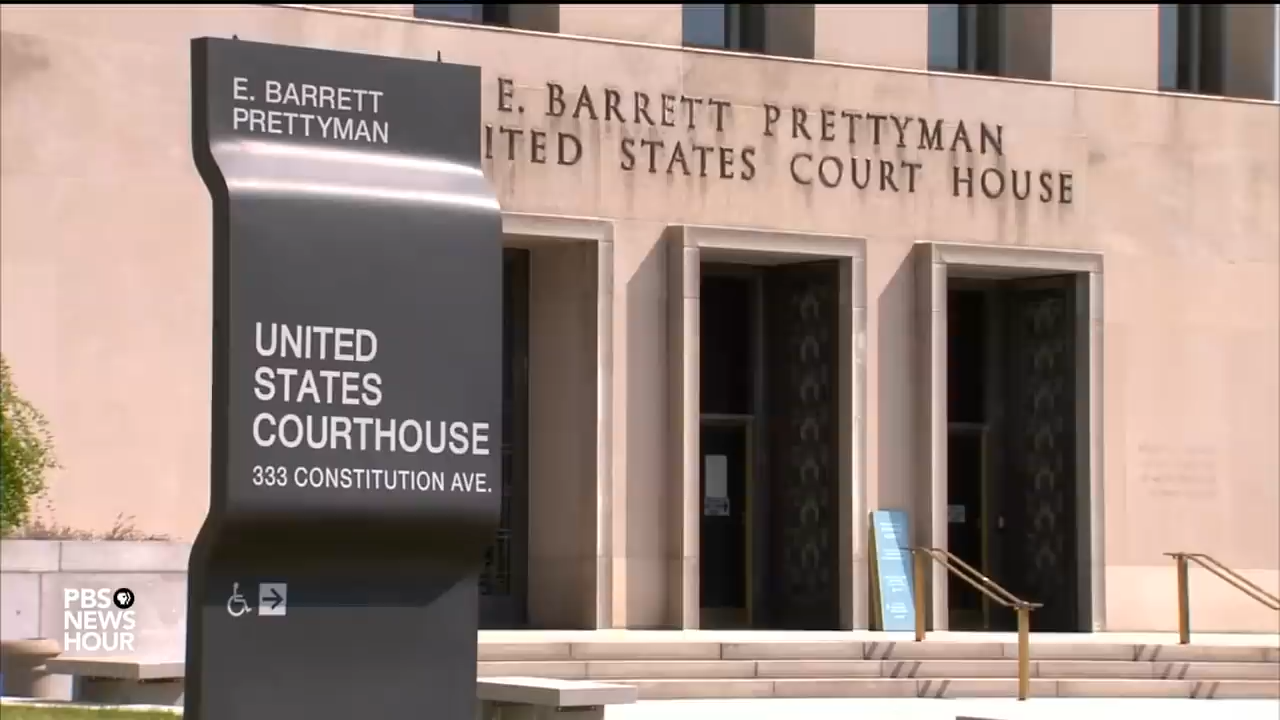 E. BARRETT
PRETTYMAN
UNITED
STATES
COURTHOUSE
333 CONSTITUTION AVE.
E. BARRETT PRETTYMAN
ITED STATES COURT HOUSE
PBS
NEWS
HOUR